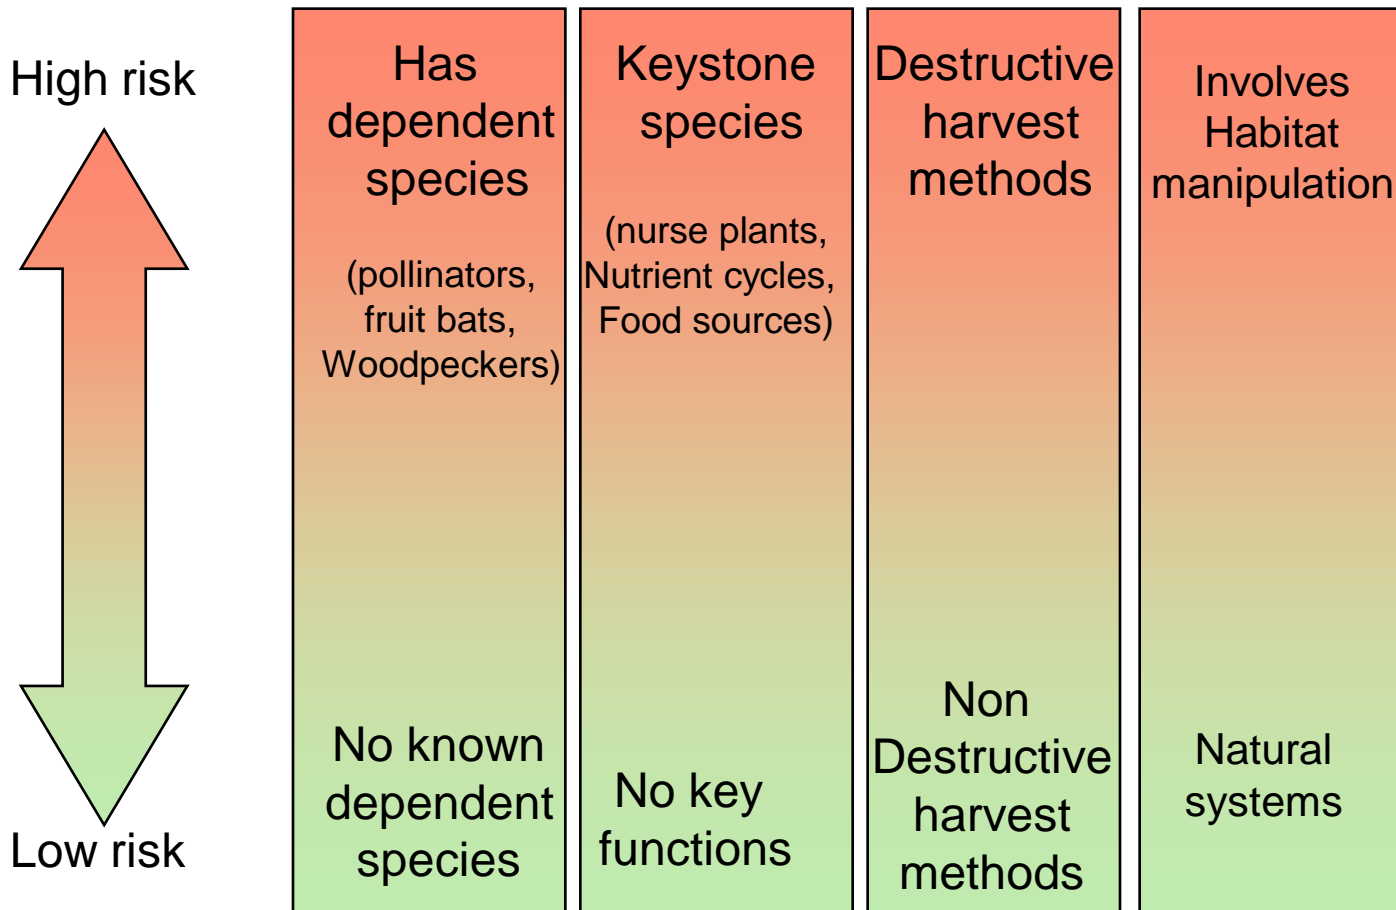 High risk
Low risk
Has
dependent
species
(pollinators,
fruit bats,
Woodpeckers)
No known
dependent
species
Keystone
species
(nurse plants,
Nutrient cycles,
Food sources)
No key
functions
Destructive
harvest
methods
Non
Destructive
harvest
methods
Involves
Habitat
manipulation
Natural
systems